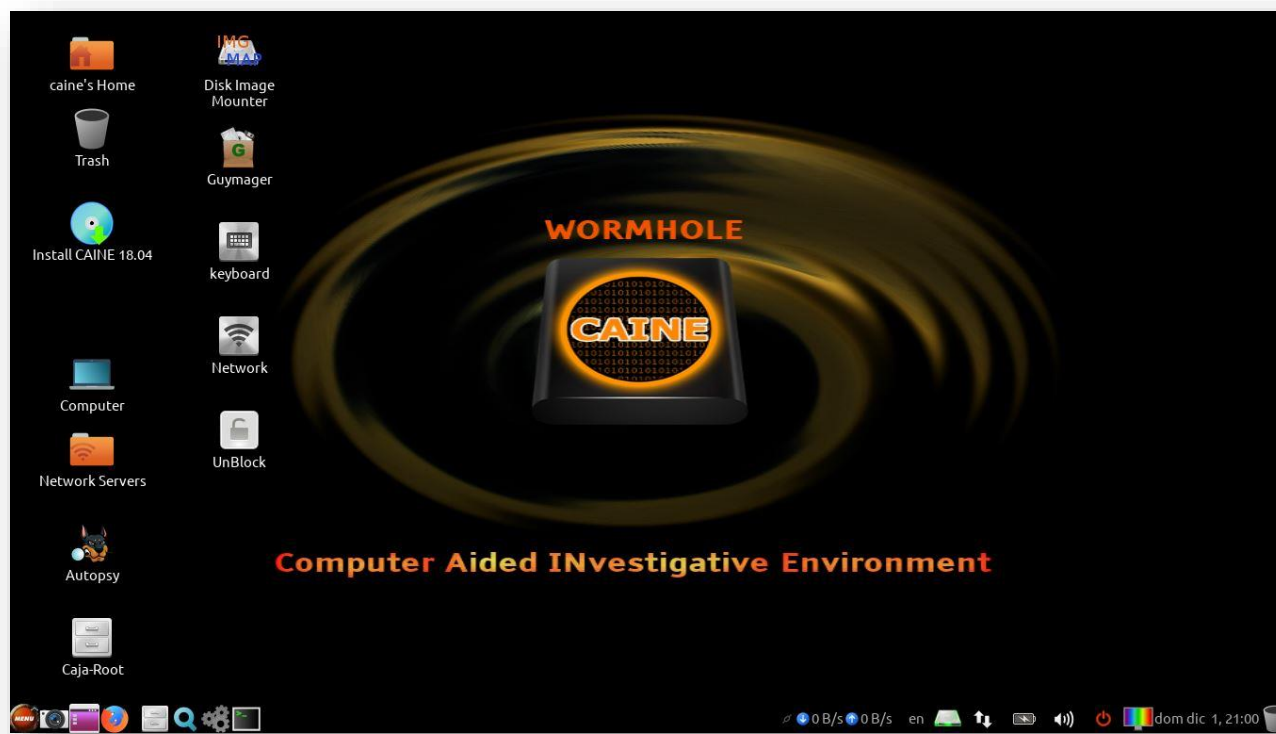 caine's Home
Trash
Install CAINE 18.04
Computer
Network Servers
Autopsy
Caja-Root
IMG
MAP
Disk Image
Mounter
G
Guymager
keyboard
Network
UnBlock
WORMHOLE
CAINE
Computer Aided INvestigative Environment
MENU
0 B/s 0 B/s en dom dic 1, 21:00